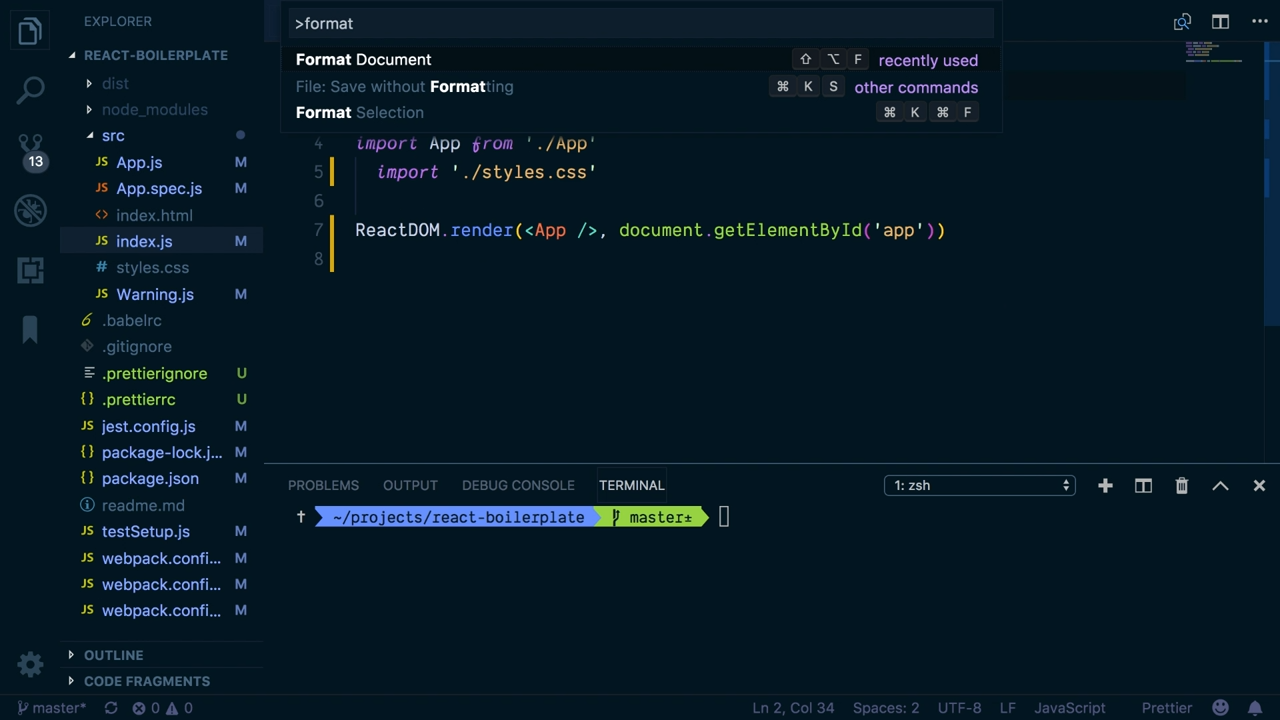 EXPLORER
REACT-BOILERPLATE
dist
node_modules
src
JS App.js M
JS App.spec.js M
<> index.html
JS index.js M
# styles.css
JS Warning.js M
.babelrc
.gitignore
.prettierignore U
{} .prettierrc U
JS jest.config.js M
{} package-lock.j... M
{} package.json M
readme.md
JS testSetup.js M
JS webpack.confi... M
JS webpack.confi... M
JS webpack.confi... M
OUTLINE
CODE FRAGMENTS
13
>format
Format Document ⇧ ⌥ F recently used
File: Save without Formatting ⌘ K S other commands
Format Selection ⌘ K ⌘ F
4 import App from './App'
5 import './styles.css'
6
7 ReactDOM.render(<App />, document.getElementById('app'))
8
PROBLEMS OUTPUT DEBUG CONSOLE TERMINAL 1: zsh
† ~/projects/react-boilerplate master±
master* 0 0 Ln 2, Col 34 Spaces: 2 UTF-8 LF JavaScript Prettier